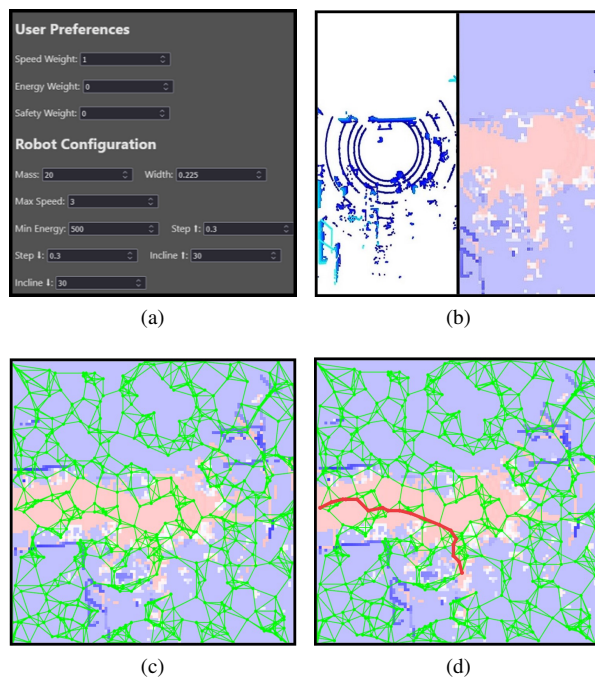 User Preferences
Speed Weight: 1
Energy Weight: 0
Safety Weight: 0
Robot Configuration
Mass: 20 Width: 0.225
Max Speed: 3
Min Energy: 500 Step ⬆: 0.3
Step ⬇: 0.3 Incline ⬆: 30
Incline ⬇: 30
(a) (b)
(c) (d)